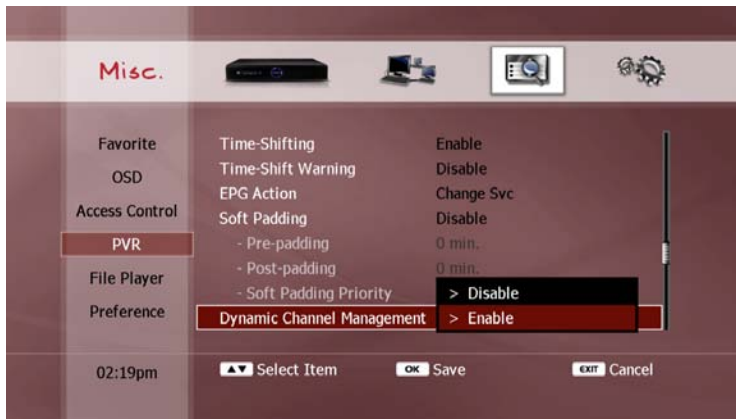 Misc.
Favorite
OSD
Access Control
PVR
File Player
Preference
Time-Shifting Enable
Time-Shift Warning Disable
EPG Action Change Svc
Soft Padding Disable
- Pre-padding 0 min.
- Post-padding 0 min.
- Soft Padding Priority > Disable
Dynamic Channel Management > Enable
02:19pm
▲▼ Select Item OK Save EXIT Cancel